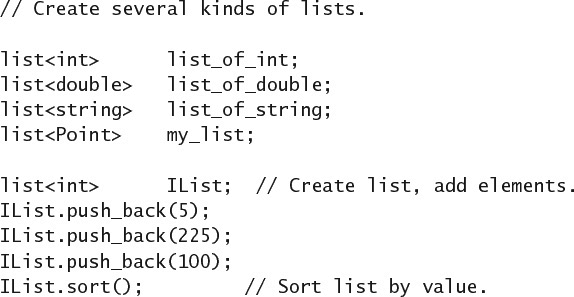 // Create several kinds of lists.
list<int> list_of_int;
list<double> list_of_double;
list<string> list_of_string;
list<Point> my_list;
list<int> IList; // Create list, add elements.
IList.push_back(5);
IList.push_back(225);
IList.push_back(100);
IList.sort(); // Sort list by value.